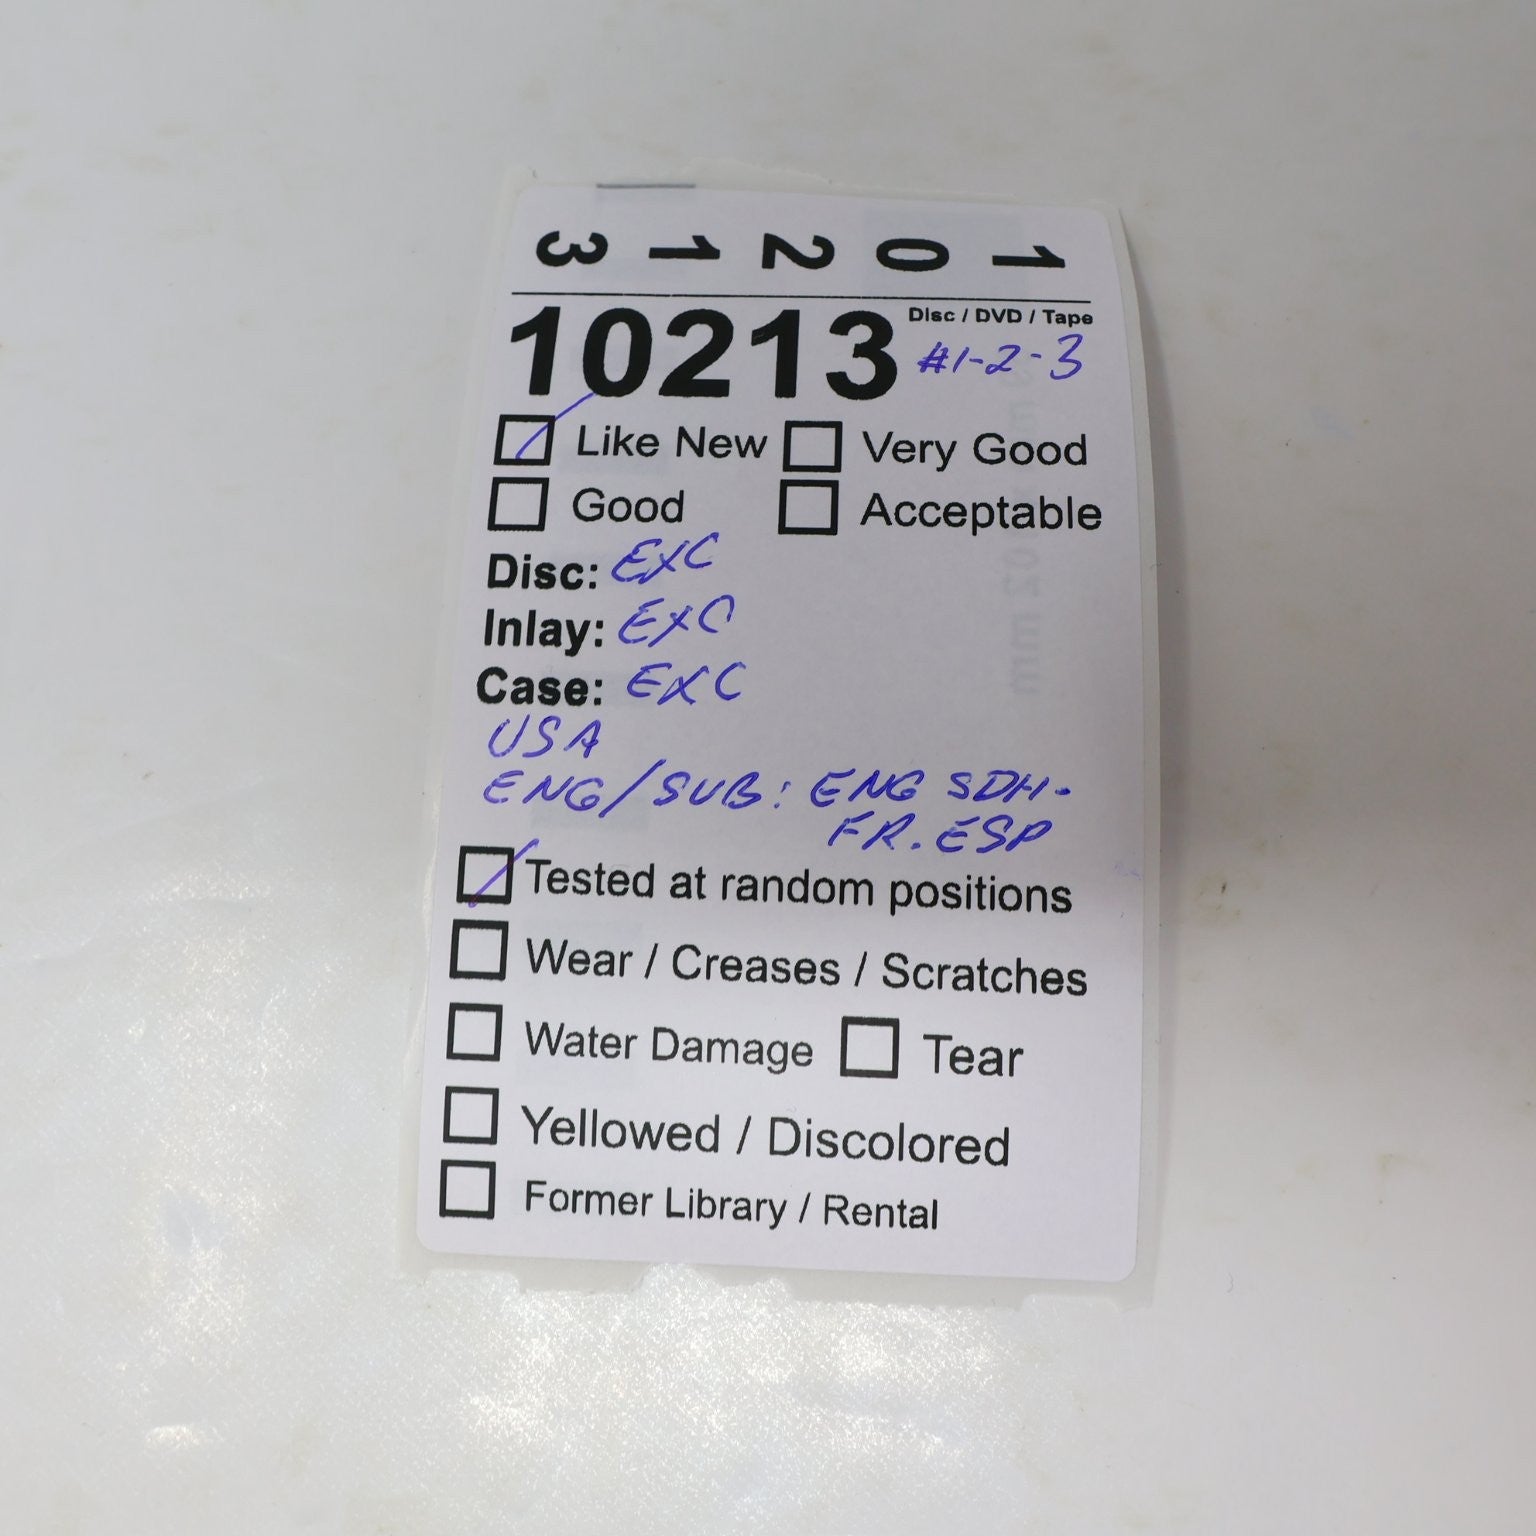 1 0 2 1 3
10213 Disc / DVD / Tape
#1-2-3
Like New Very Good
Good Acceptable
Disc: EXC
Inlay: EXC
Case: EXC
USA
ENG/SUB: ENG SDH-
FR. ESP
Tested at random positions
Wear / Creases / Scratches
Water Damage Tear
Yellowed / Discolored
Former Library / Rental